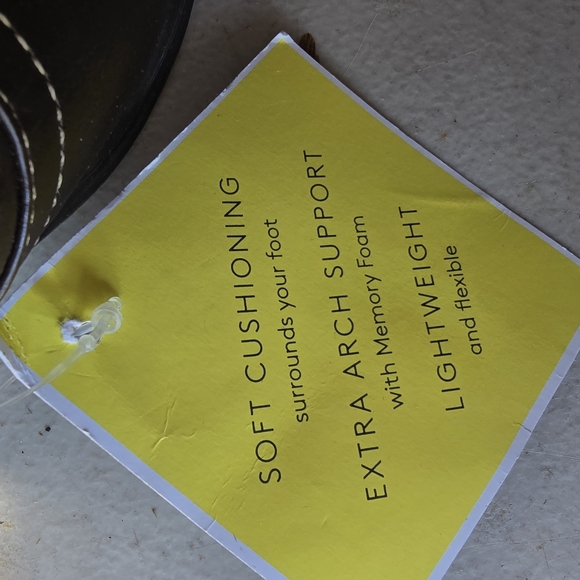 SOFT CUSHIONING
surrounds your foot
EXTRA ARCH SUPPORT
with Memory Foam
LIGHTWEIGHT
and flexible